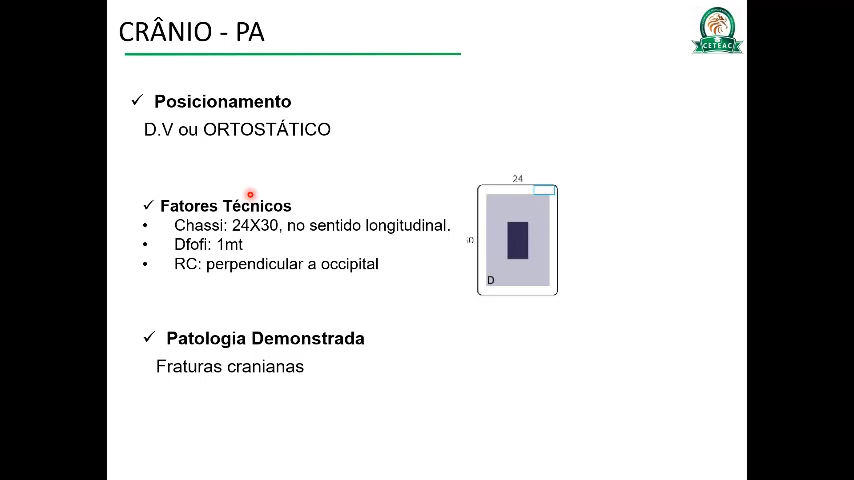 CRÂNIO - PA
CETEAC
✓ Posicionamento
D.V ou ORTOSTÁTICO
✓ Fatores Técnicos
• Chassi: 24X30, no sentido longitudinal.
• Dfofi: 1mt
• RC: perpendicular a occipital
24
D
✓ Patologia Demonstrada
Fraturas cranianas